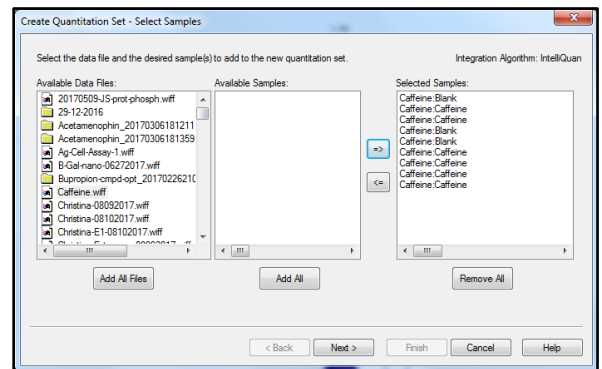 Create Quantitation Set - Select Samples
Select the data file and the desired sample(s) to add to the new quantitation set.
Integration Algorithm: IntelliQuan
Available Data Files:
20170509-JS-prot-phosph.wiff
29-12-2016
Acetamenophin_20170306181211
Acetamenophin_20170306181359
Ag-Cell-Assay-1.wiff
B-Gal-nano-06272017.wiff
Bupropion-cmpd-opt_2017022621(
Caffeine.wiff
Christina-08092017.wiff
Christina-08102017.wiff
Christina-E1-08102017.wiff
Add All Files
Available Samples:
=>
<=
Add All
Selected Samples:
Caffeine:Blank
Caffeine:Caffeine
Caffeine:Caffeine
Caffeine:Blank
Caffeine:Blank
Caffeine:Caffeine
Caffeine:Caffeine
Caffeine:Caffeine
Caffeine:Caffeine
Remove All
< Back
Next >
Finish
Cancel
Help